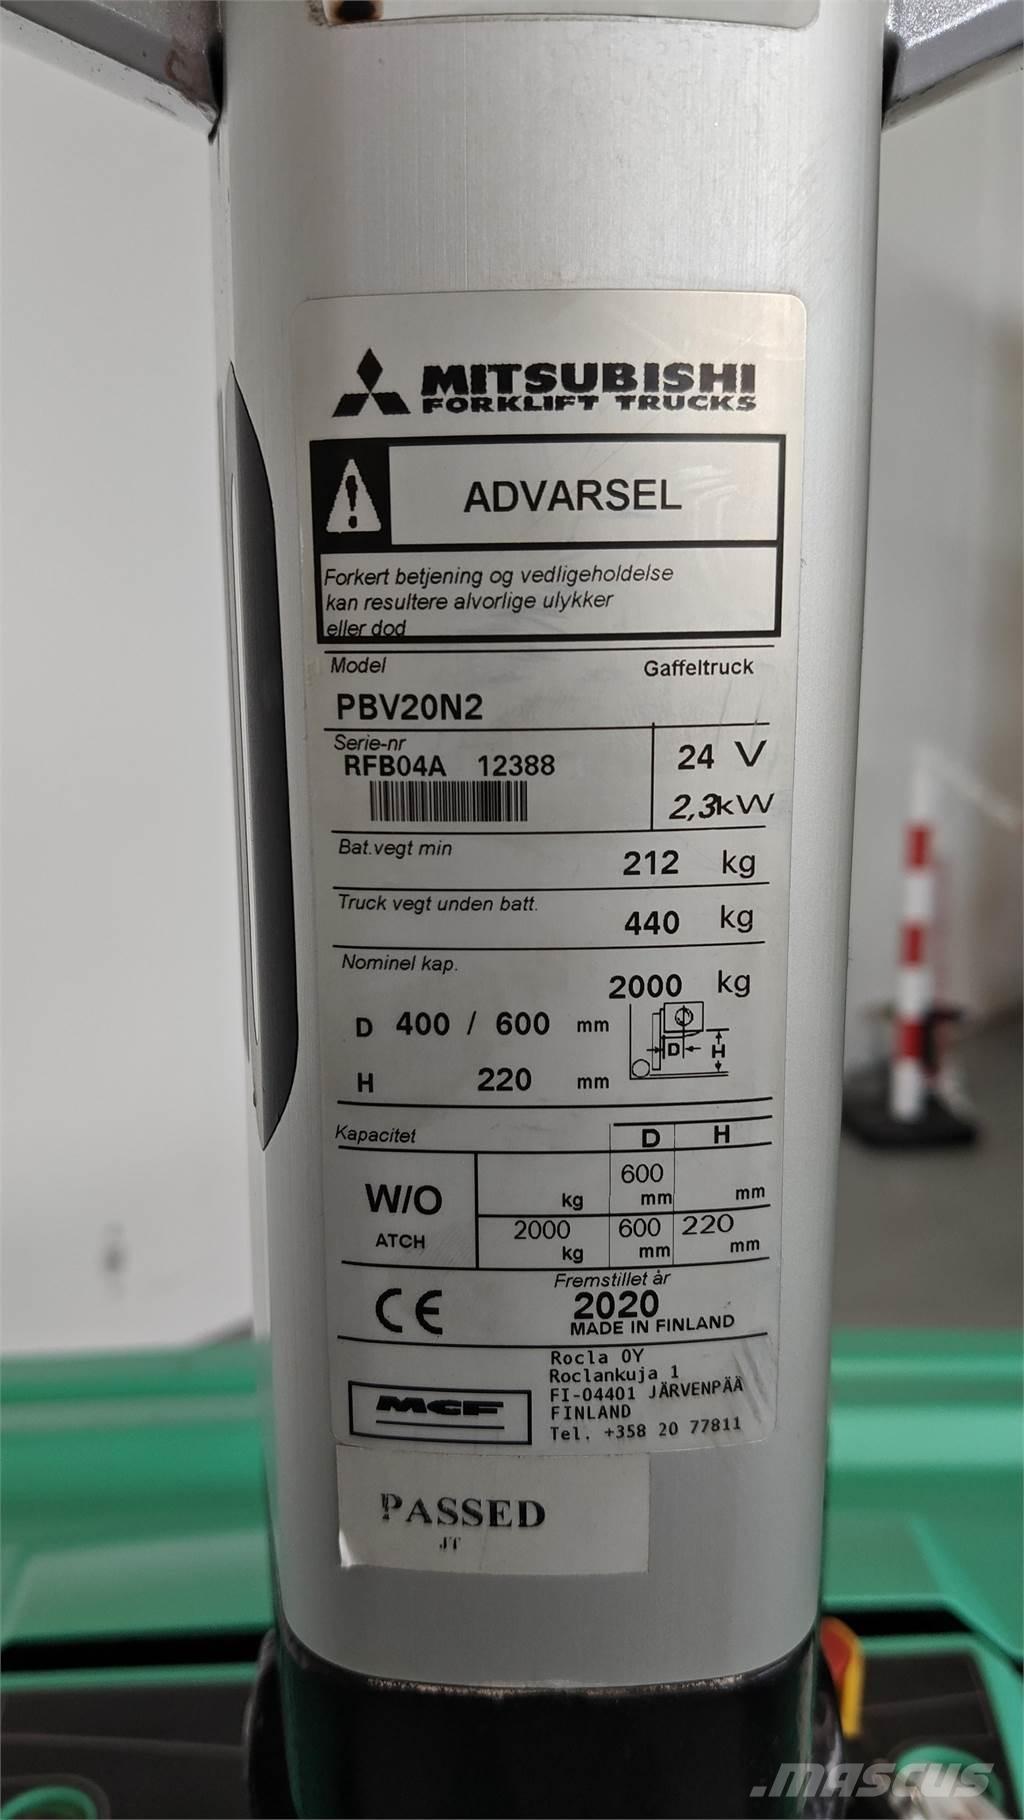 MITSUBISHI
FORKLIFT TRUCKS
ADVARSEL
Forkert betjening og vedligeholdelse
kan resultere alvorlige ulykker
eller dod
Model Gaffeltruck
PBV20N2
Serie-nr
RFB04A 12388 24 V
2,3kW
Bat.vegt min 212 kg
Truck vegt unden batt. 440 kg
Nominel kap. 2000 kg
D 400 / 600 mm
D H
H 220 mm
Kapacitet D H
W/O kg 600 mm mm
ATCH 2000 kg 600 mm 220 mm
CE Fremstillet år
2020
MADE IN FINLAND
MCF
Rocla OY
Roclankuja 1
FI-04401 JÄRVENPÄÄ
FINLAND
Tel. +358 20 77811
PASSED
JT
.mascus